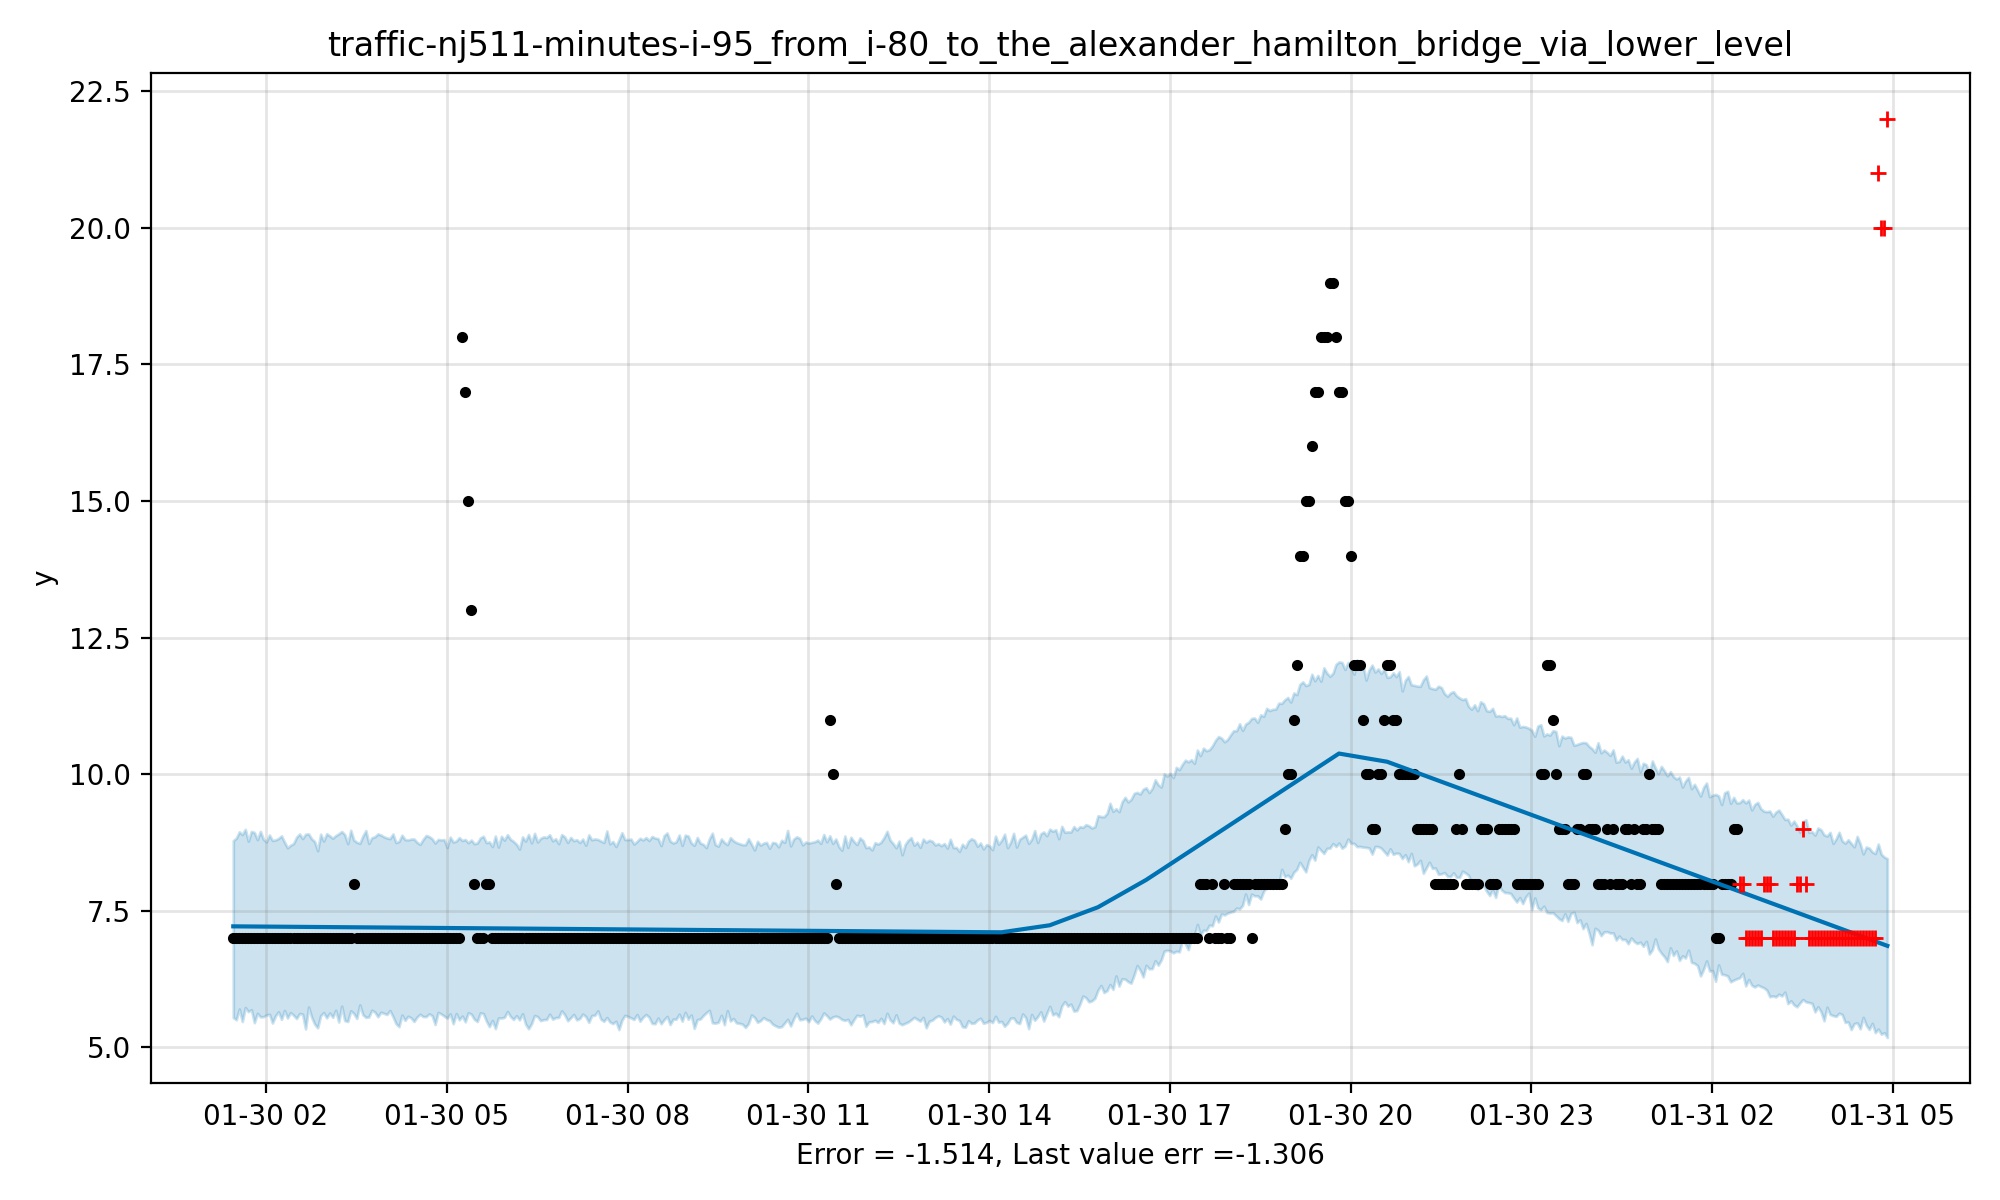 traffic-nj511-minutes-i-95_from_i-80_to_the_alexander_hamilton_bridge_via_lower_level
22.5
20.0
17.5
15.0
12.5
10.0
7.5
5.0
y
01-30 02 01-30 05 01-30 08 01-30 11 01-30 14 01-30 17 01-30 20 01-30 23 01-31 02 01-31 05
Error = -1.514, Last value err =-1.306